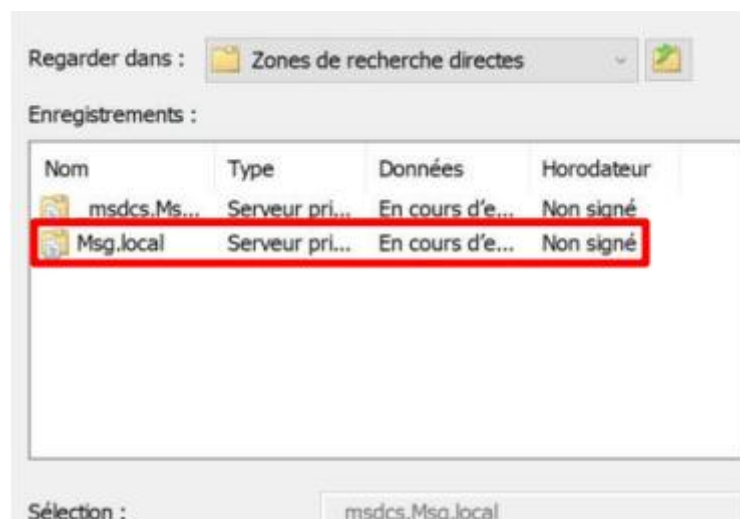 Regarder dans : Zones de recherche directes
Enregistrements :
Nom Type Données Horodateur
msdcs.Ms... Serveur pri... En cours d'e... Non signé
Msg.local Serveur pri... En cours d'e... Non signé
Sélection : msdcs.Msg.local